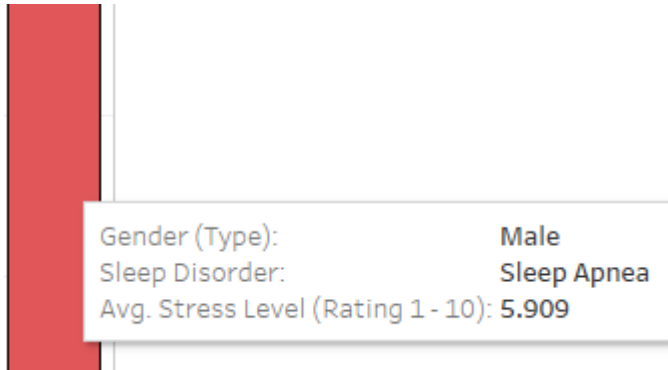 Gender (Type): Male
Sleep Disorder: Sleep Apnea
Avg. Stress Level (Rating 1 - 10): 5.909